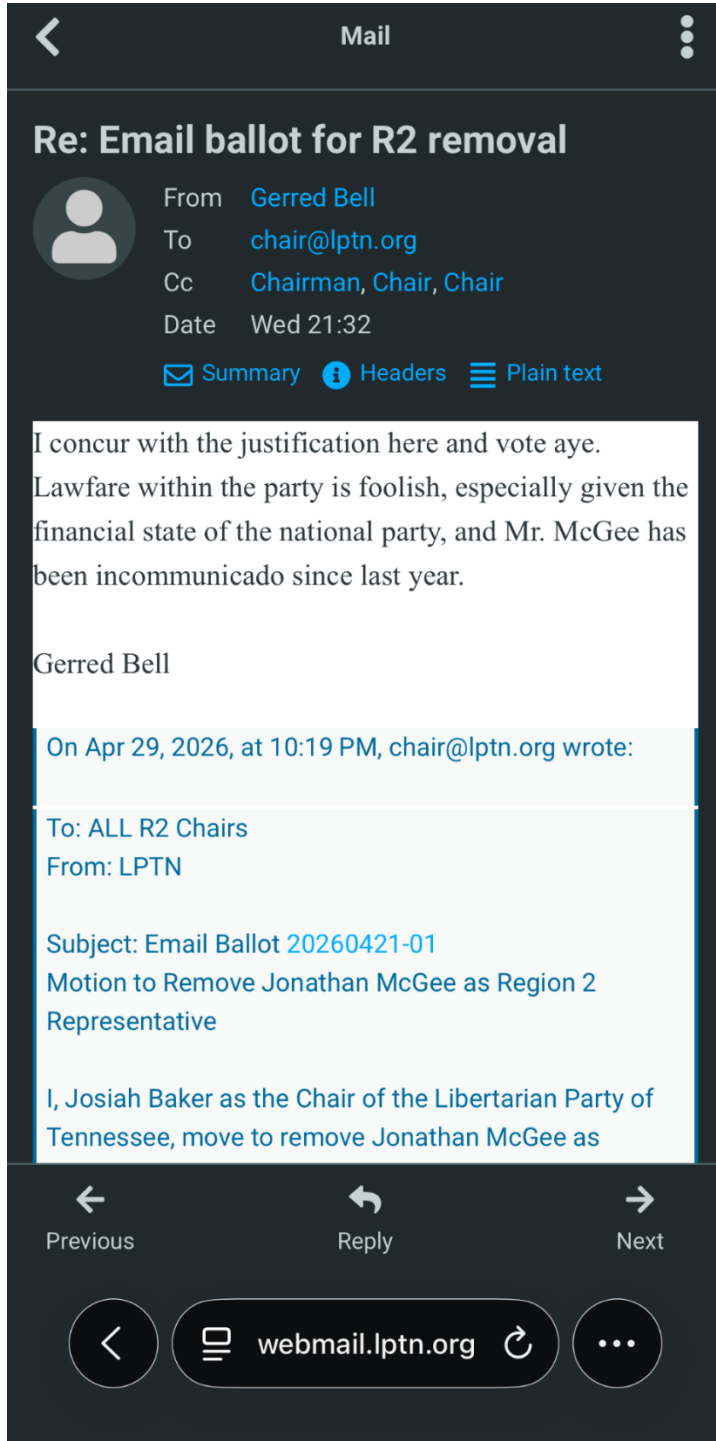 Mail
Re: Email ballot for R2 removal
From Gerred Bell
To chair@lptn.org
Cc Chairman, Chair, Chair
Date Wed 21:32
Summary Headers Plain text
I concur with the justification here and vote aye.
Lawfare within the party is foolish, especially given the
financial state of the national party, and Mr. McGee has
been incommunicado since last year.
Gerred Bell
On Apr 29, 2026, at 10:19 PM, chair@lptn.org wrote:
To: ALL R2 Chairs
From: LPTN
Subject: Email Ballot 20260421-01
Motion to Remove Jonathan McGee as Region 2
Representative
I, Josiah Baker as the Chair of the Libertarian Party of
Tennessee, move to remove Jonathan McGee as
Previous Reply Next
webmail.lptn.org